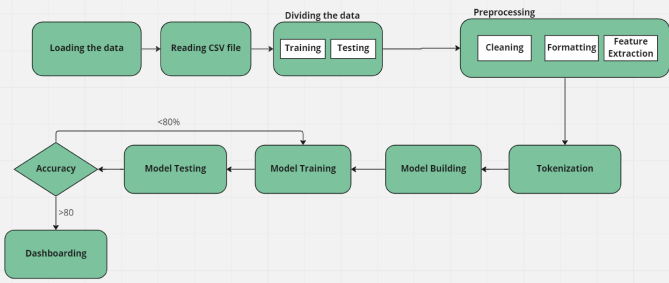 Dividing the data
Preprocessing
Loading the data
Reading CSV file
Training
Testing
Cleaning
Formatting
Feature
Extraction
<80%
Accuracy
Model Testing
Model Training
Model Building
Tokenization
>80
Dashboarding